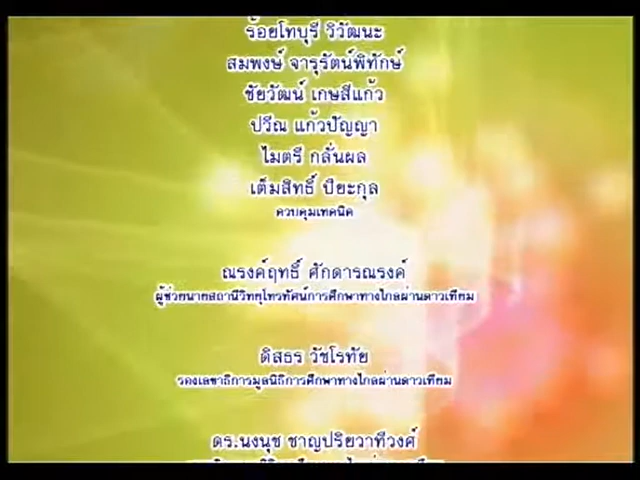 ร้อยโทบุรี วิวัฒนะ
สมพงษ์ จารุรัตน์พิทักษ์
ชัยวัฒน์ เกษสีแก้ว
ปวีณ แก้วปัญญา
ไมตรี กลั่นผล
เต็มสิทธิ์ ปิยะกุล
ควบคุมเทคนิค
ณรงค์ฤทธิ์ ศักดารณรงค์
ผู้ช่วยนายสถานีวิทยุโทรทัศน์การศึกษาทางไกลผ่านดาวเทียม
ดิสธร วัชโรทัย
รองเลขาธิการมูลนิธิการศึกษาทางไกลผ่านดาวเทียม
ดร.นงนุช ชาญปริยวาทีวงศ์